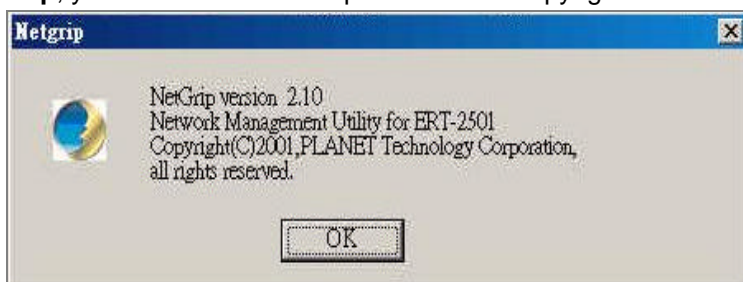 Netgrip
NetGrip version 2.10
Network Management Utility for ERT-2501
Copyright(C)2001,PLANET Technology Corporation,
all rights reserved.
OK